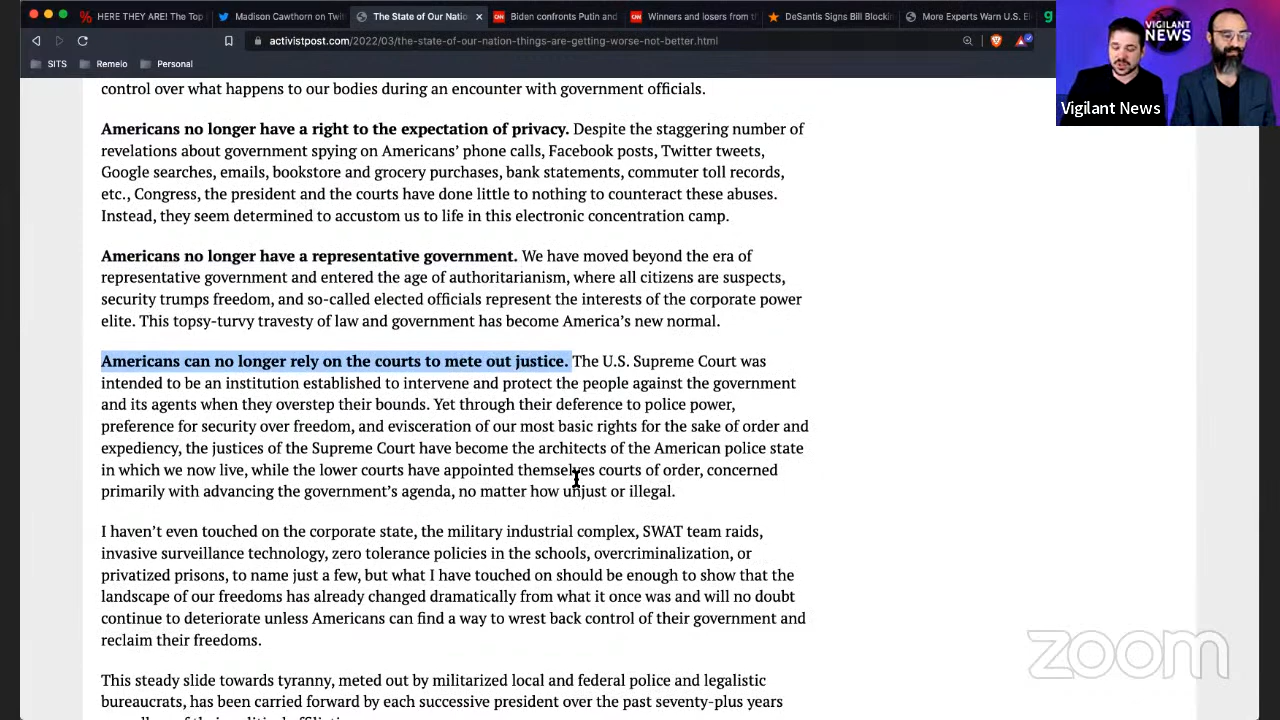 HERE THEY ARE! The Top
Madison Cawthorn on Twi
The State of Our Natio
Biden confronts Putin and
Winners and losers from t
DeSantis Signs Bill Blocki
More Experts Warn U.S. El
activistpost.com/2022/03/the-state-of-our-nation-things-are-getting-worse-not-better.html
SITS
Remeio
Personal
VIGILANT
NEWS
Vigilant News
control over what happens to our bodies during an encounter with government officials.
Americans no longer have a right to the expectation of privacy. Despite the staggering number of
revelations about government spying on Americans’ phone calls, Facebook posts, Twitter tweets,
Google searches, emails, bookstore and grocery purchases, bank statements, commuter toll records,
etc., Congress, the president and the courts have done little to nothing to counteract these abuses.
Instead, they seem determined to accustom us to life in this electronic concentration camp.
Americans no longer have a representative government. We have moved beyond the era of
representative government and entered the age of authoritarianism, where all citizens are suspects,
security trumps freedom, and so-called elected officials represent the interests of the corporate power
elite. This topsy-turvy travesty of law and government has become America’s new normal.
Americans can no longer rely on the courts to mete out justice. The U.S. Supreme Court was
intended to be an institution established to intervene and protect the people against the government
and its agents when they overstep their bounds. Yet through their deference to police power,
preference for security over freedom, and evisceration of our most basic rights for the sake of order and
expediency, the justices of the Supreme Court have become the architects of the American police state
in which we now live, while the lower courts have appointed themselves courts of order, concerned
primarily with advancing the government’s agenda, no matter how unjust or illegal.
I haven’t even touched on the corporate state, the military industrial complex, SWAT team raids,
invasive surveillance technology, zero tolerance policies in the schools, overcriminalization, or
privatized prisons, to name just a few, but what I have touched on should be enough to show that the
landscape of our freedoms has already changed dramatically from what it once was and will no doubt
continue to deteriorate unless Americans can find a way to wrest back control of their government and
reclaim their freedoms.
zoom
This steady slide towards tyranny, meted out by militarized local and federal police and legalistic
bureaucrats, has been carried forward by each successive president over the past seventy-plus years